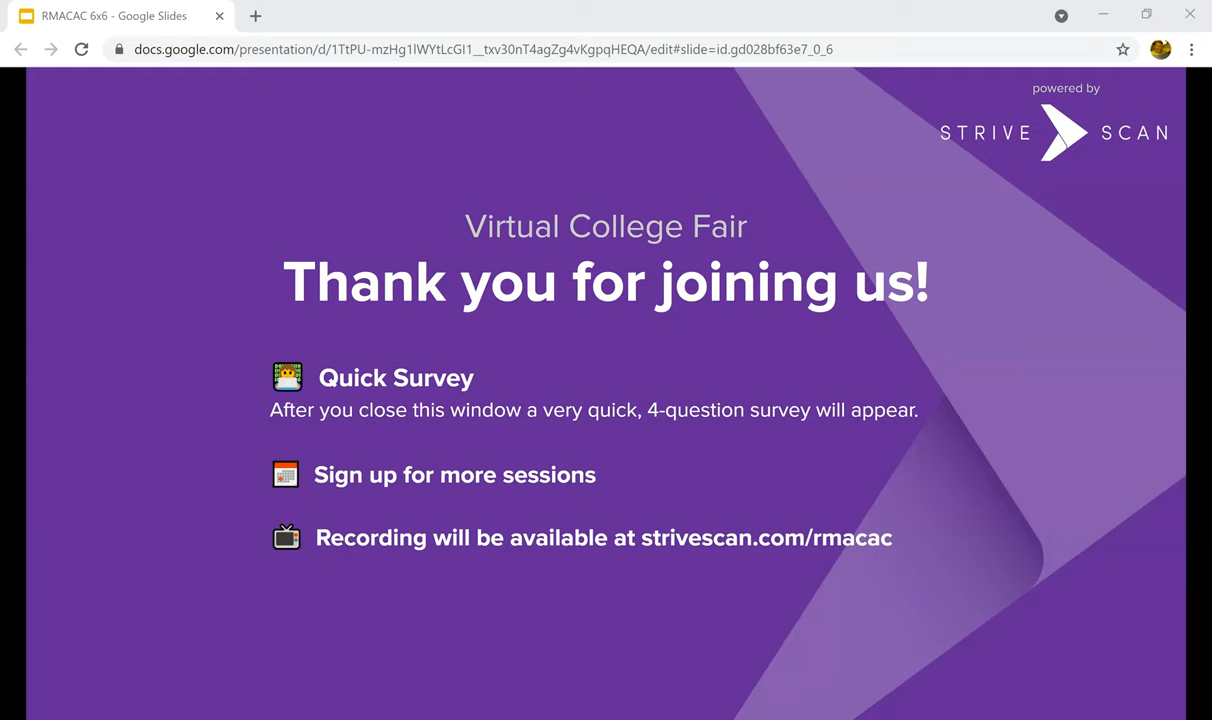 RMACAC 6x6 - Google Slides
docs.google.com/presentation/d/1TtPU-mzHg1lWYtLcGI1__txv30nT4agZg4vKgpqHEQA/edit#slide=id.gd028bf63e7_0_6
powered by
STRIVE SCAN
Virtual College Fair
Thank you for joining us!
Quick Survey
After you close this window a very quick, 4-question survey will appear.
Sign up for more sessions
Recording will be available at strivescan.com/rmacac